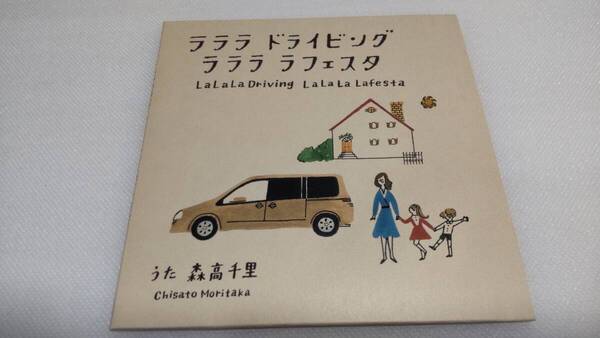 ラララ ドライビング
ラララ ラフェスタ
LaLaLa Driving LaLaLa Lafesta
うた 森高千里
Chisato Moritaka